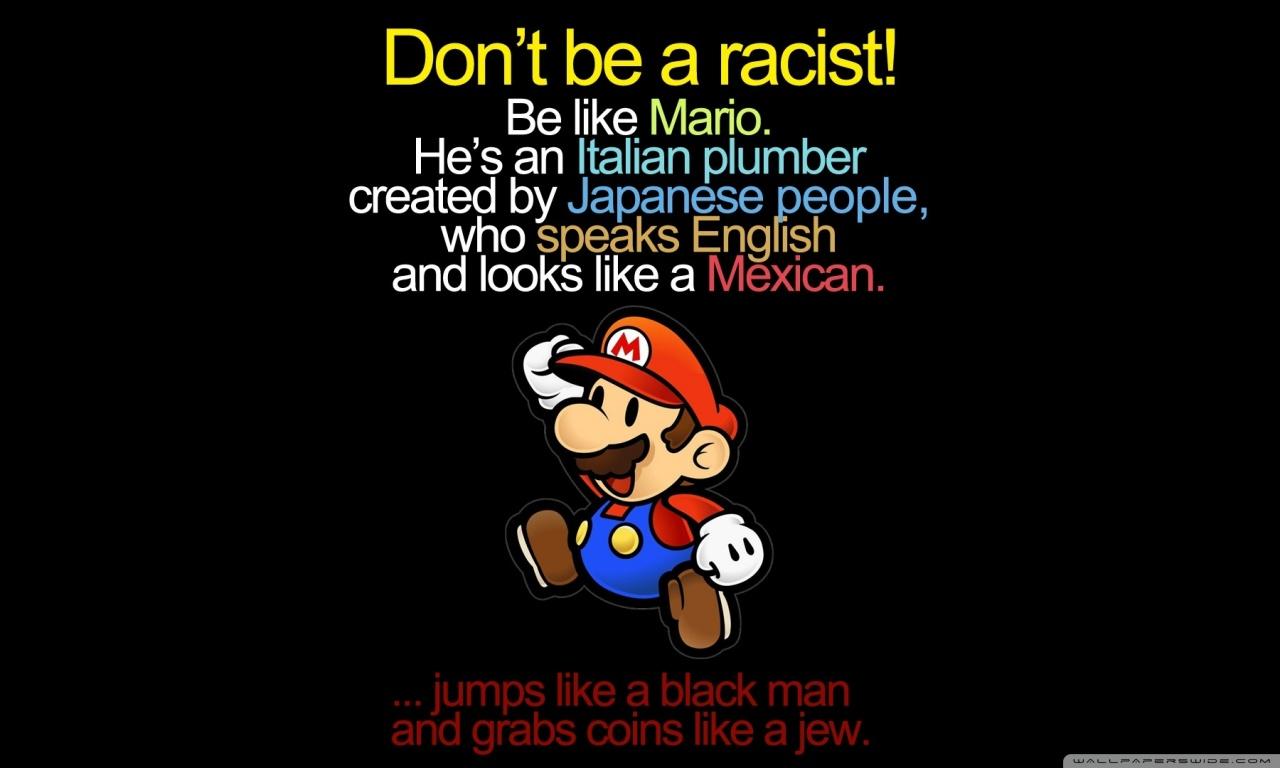 Don't be a racist!
Be like Mario.
He's an Italian plumber
created by Japanese people,
who speaks English
and looks like a Mexican.
M
... jumps like a black man
and grabs coins like a jew.
WALLPAPERSWIDE.COM